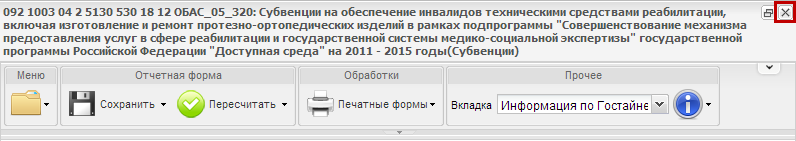 092 1003 04 2 5130 530 18 12 ОБАС_05_320: Субвенции на обеспечение инвалидов техническими средствами реабилитации,
включая изготовление и ремонт протезно-ортопедических изделий в рамках подпрограммы "Совершенствование механизма
предоставления услуг в сфере реабилитации и государственной системы медико-социальной экспертизы" государственной
программы Российской Федерации "Доступная среда" на 2011 - 2015 годы(Субвенции)
Меню Отчетная форма Обработки Прочее
Сохранить Пересчитать Печатные формы Вкладка Информация по Гостайне